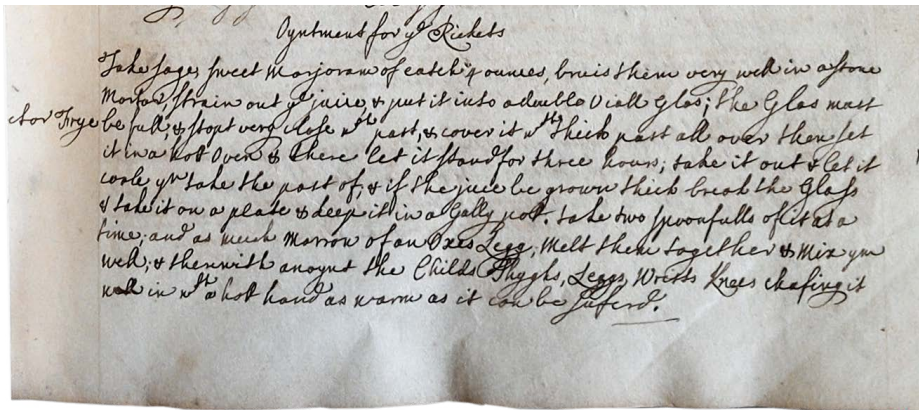 Oyntment for yᵉ Rickets
Take sage, sweet Marjoram of each 4 ounces, bruis them very well in a stone
Mortar, strain out yᵉ juice, & put it into a double Viall Glas; the Glas must
ctor Frye be full, & stopt very close wᵗʰ past, & cover it wᵗʰ thick past all over then set
it in a hot Oven & there let it stand for three hours; take it out & let it
coole yⁿ take the past of, & if the juce be grown thick break the Glass
& take it on a plate & keep it in a Gally pot. take two spoonfulls of it at a
time, and as much Marrow of an Oxes Legg, Melt them together & Mix ym
well; & therwith anoynt the Childs Thyghs, Leggs, Wrists Knees chafing it
well in wᵗʰ a hot hand as warm as it can be suferd.